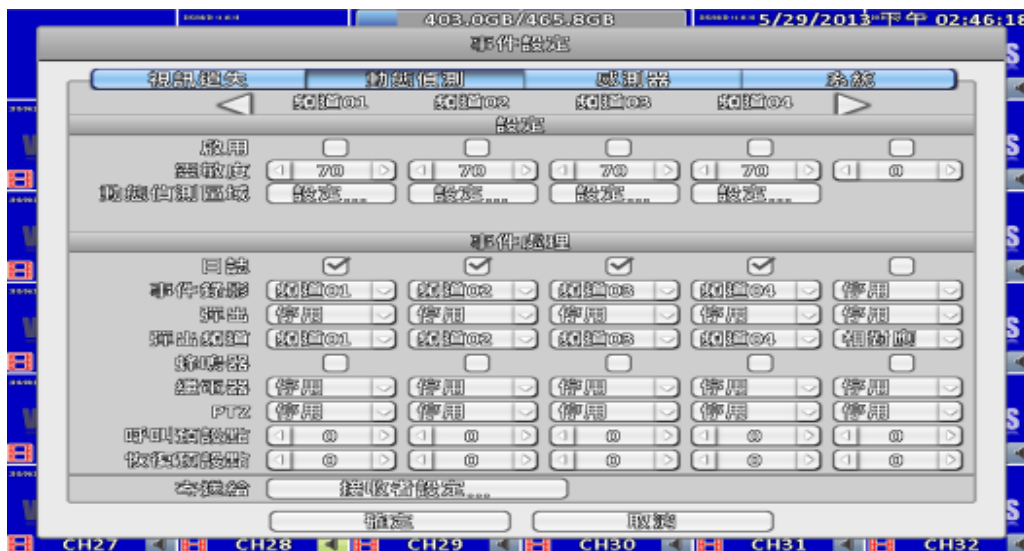 403.0GB/465.8GB 5/29/2013 下午 02:46:18
事件設定
視訊遺失 動態偵測 感測器 系統
頻道01 頻道02 頻道03 頻道04
設定
啟用
靈敏度 70 70 70 70 0
動態偵測區域 設定... 設定... 設定... 設定...
事件處理
日誌
事件錄影 頻道01 頻道02 頻道03 頻道04 停用
彈出 停用 停用 停用 停用 停用
彈出頻道 頻道01 頻道02 頻道03 頻道04 相對應
蜂鳴器
繼電器 停用 停用 停用 停用 停用
PTZ 停用 停用 停用 停用 停用
呼叫預設點 0 0 0 0 0
恢復預設點 0 0 0 0 0
寄送給 接收者設定...
確定 取消
CH27 CH28 CH29 CH30 CH31 CH32